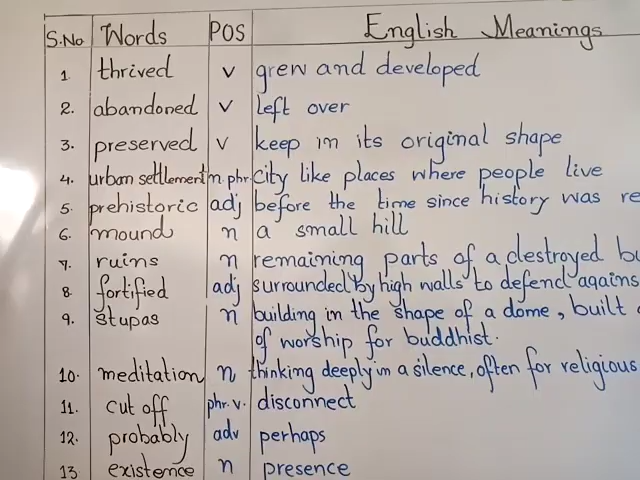 S.No Words POS English Meanings
1. thrived v grew and developed
2. abandoned v left over
3. preserved v keep in its original shape
4. urban settlement n phr. city like places where people live
5. prehistoric adj before the time since history was re
6. mound n a small hill
7. ruins n remaining parts of a destroyed bu
8. fortified adj surrounded by high walls to defend agains
9. stupas n building in the shape of a dome, built
of worship for buddhist.
10. meditation n thinking deeply in a silence, often for religious
11. cut off phr. v. disconnect
12. probably adv perhaps
13 existence n presence